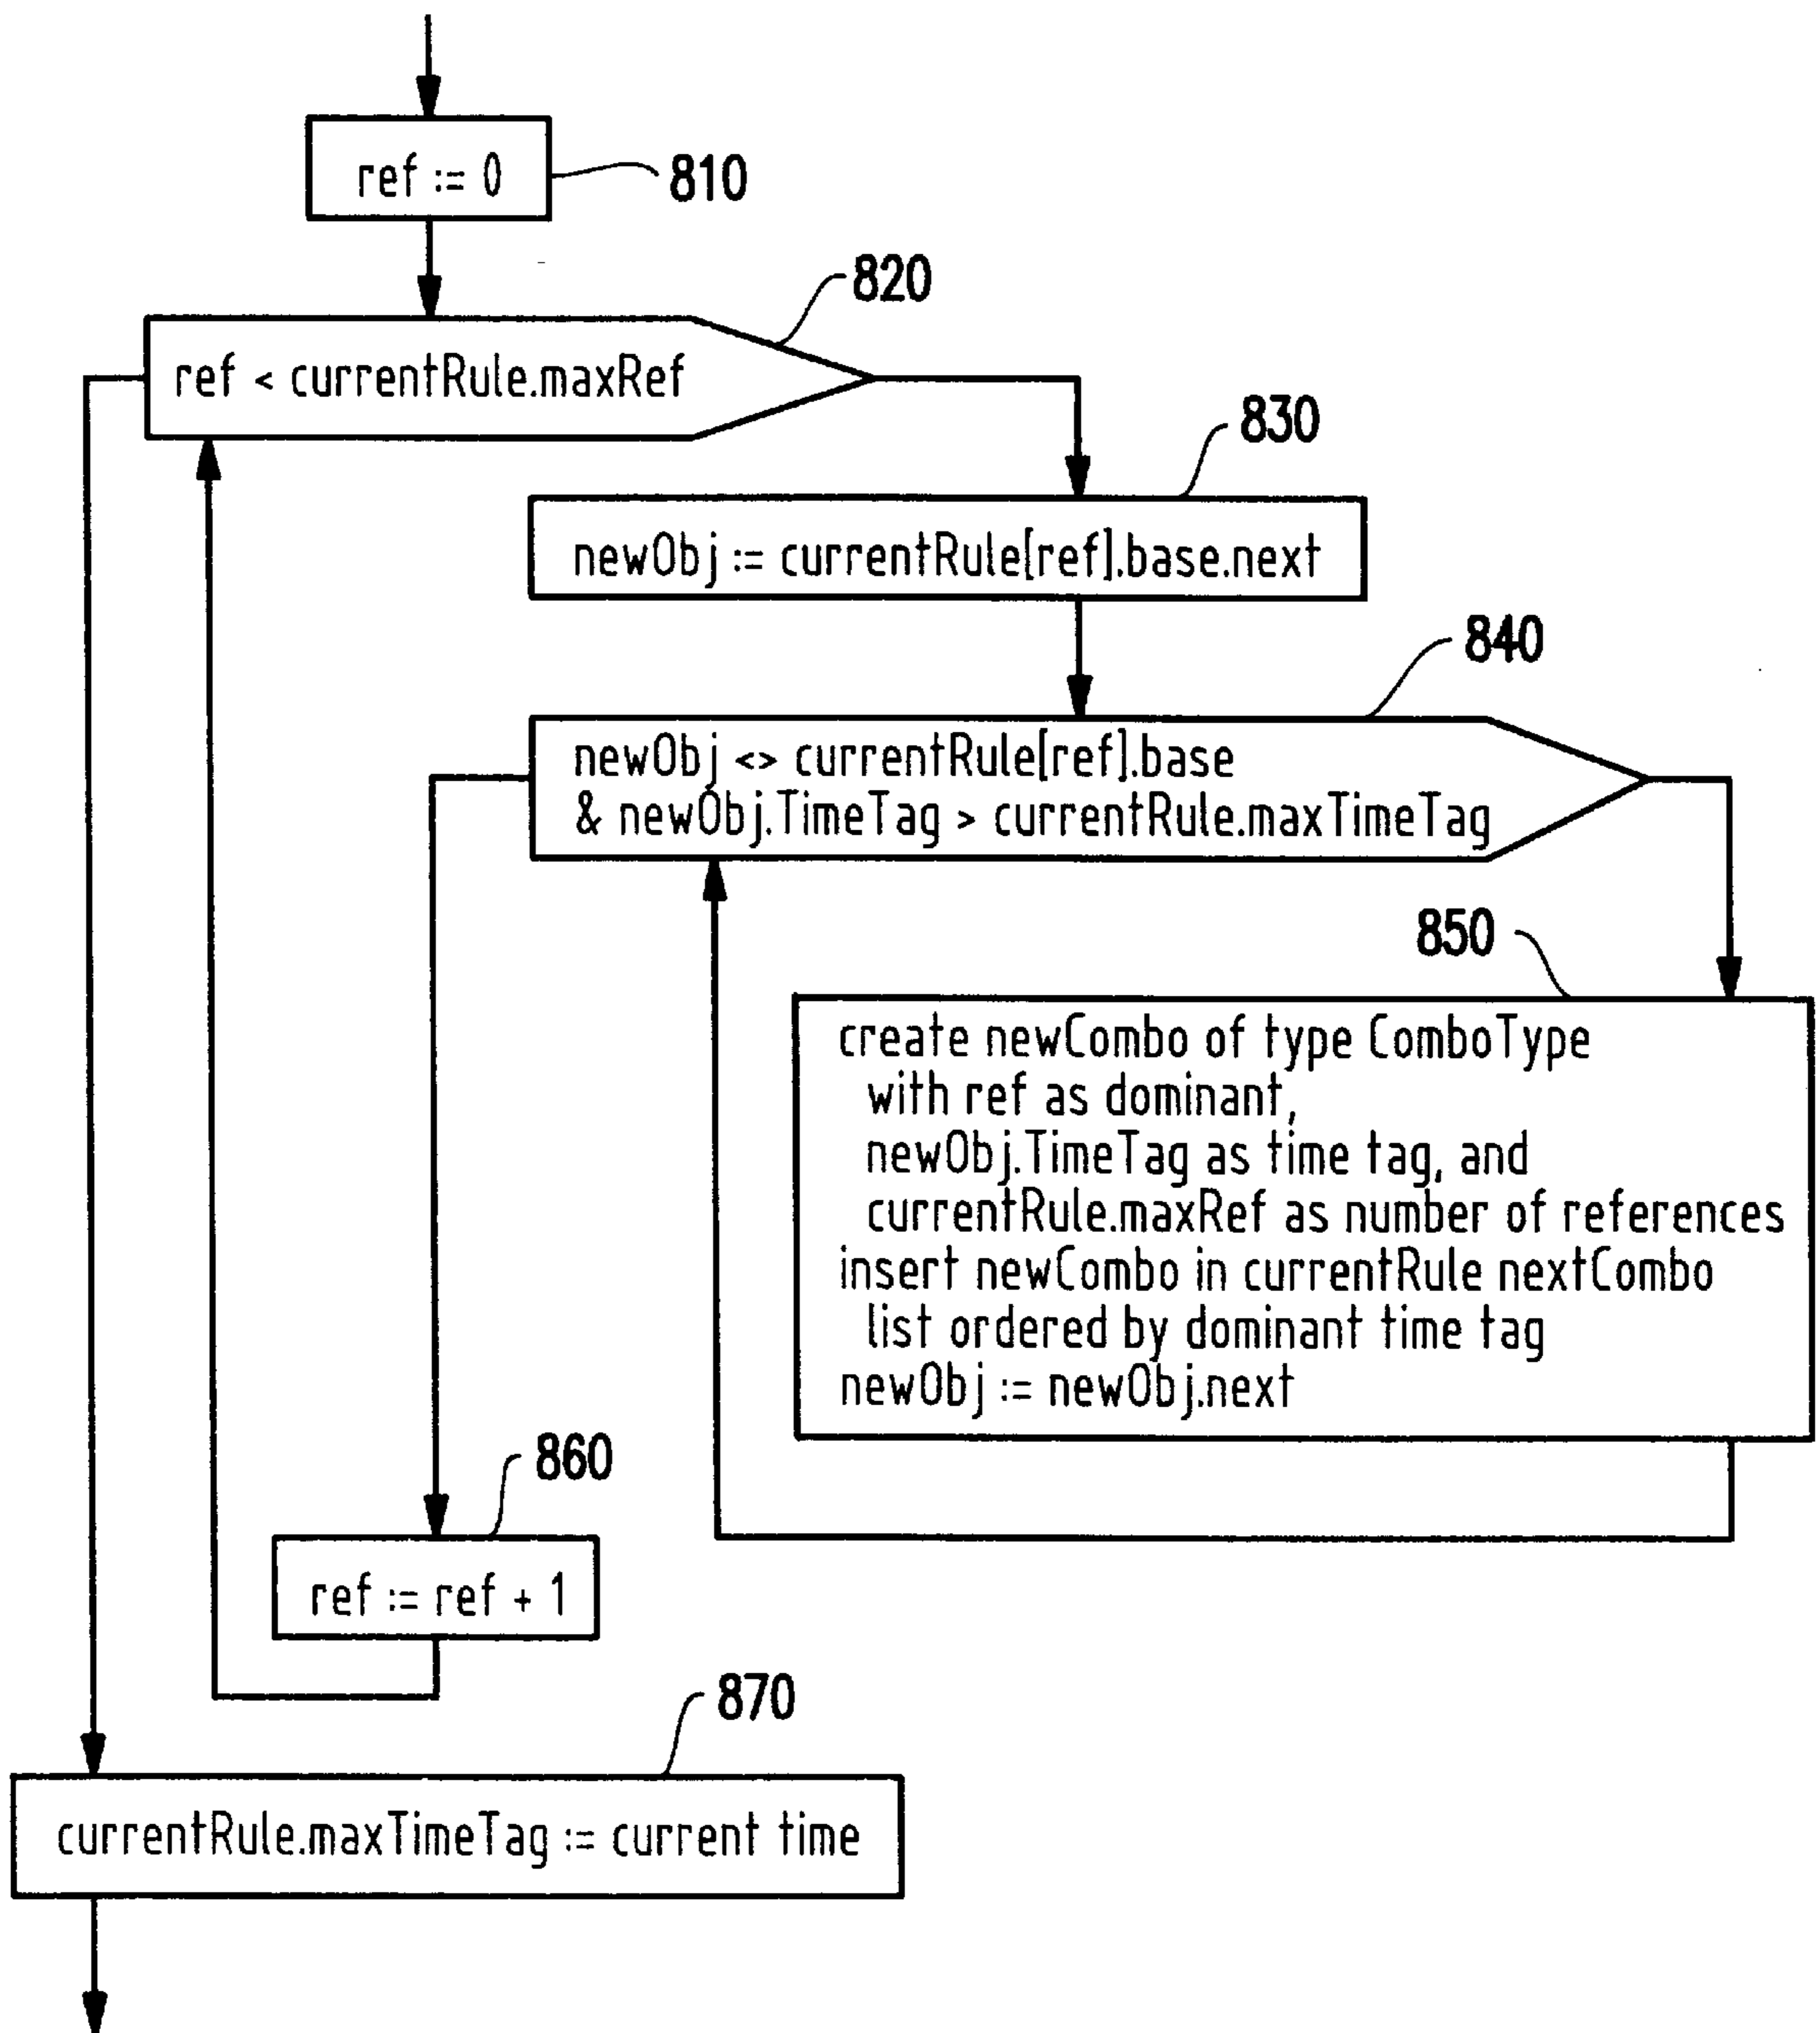 ref := 0
810
820
ref < currentRule.maxRef
830
newObj := currentRule[ref].base.next
840
newObj <> currentRule[ref].base
& newObj.TimeTag > currentRule.maxTimeTag
850
create newCombo of type ComboType
with ref as dominant,
newObj.TimeTag as time tag, and
currentRule.maxRef as number of references
insert newCombo in currentRule nextCombo
list ordered by dominant time tag
newObj := newObj.next
860
ref := ref + 1
870
currentRule.maxTimeTag := current time